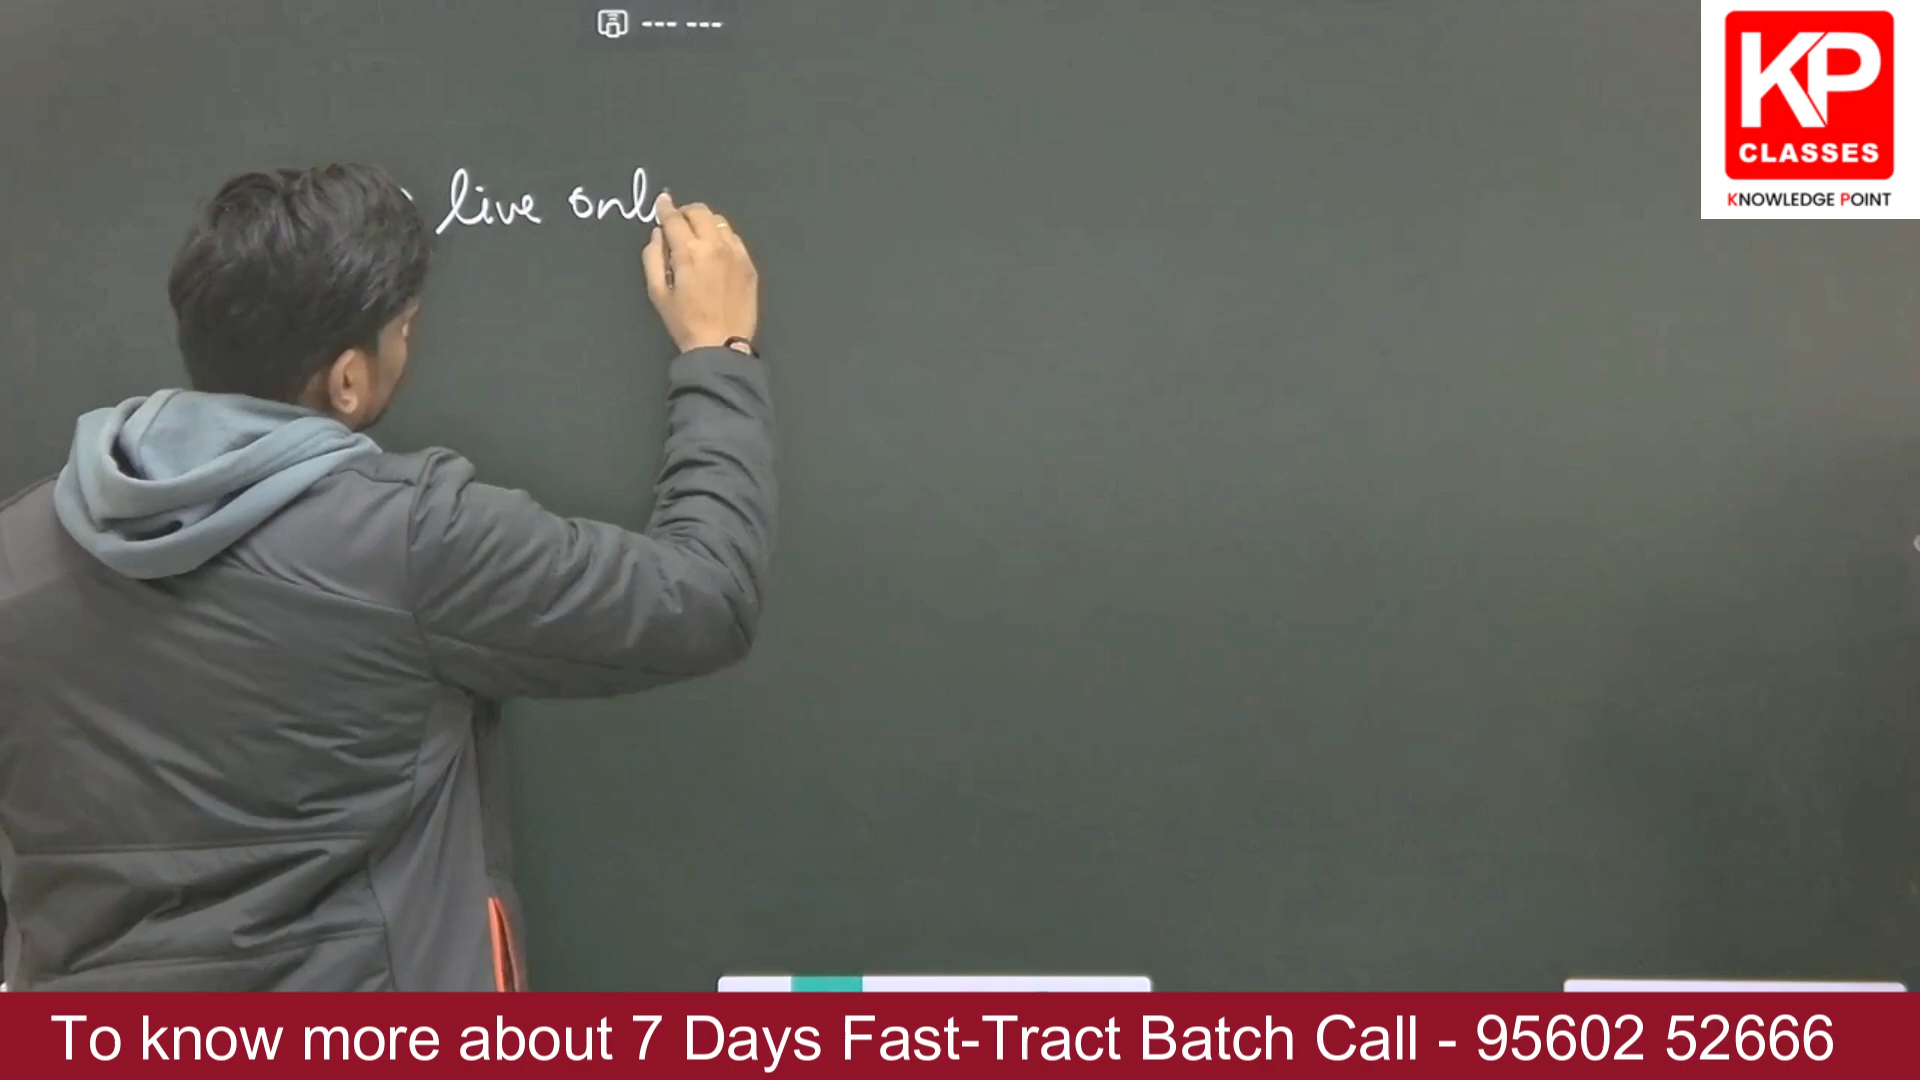 --- ---
live onl
KP
CLASSES
KNOWLEDGE POINT
To know more about 7 Days Fast-Tract Batch Call - 95602 52666